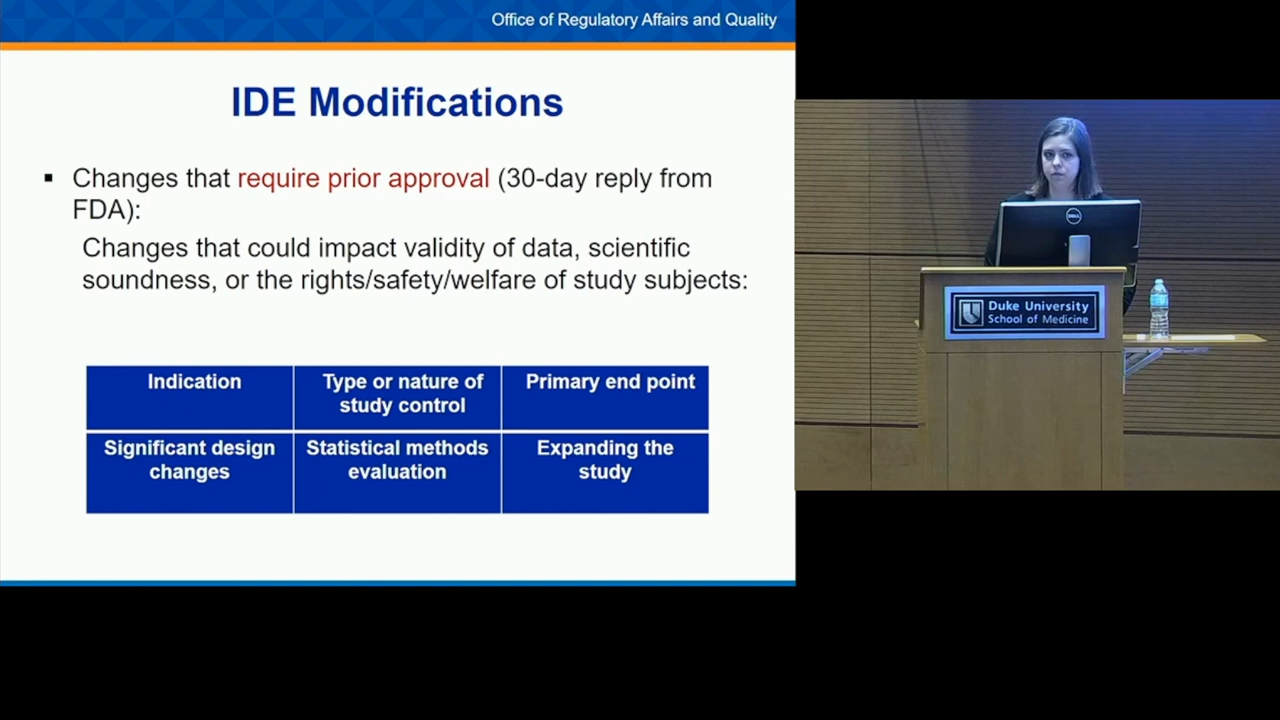 Office of Regulatory Affairs and Quality
IDE Modifications
▪ Changes that require prior approval (30-day reply from
FDA):
Changes that could impact validity of data, scientific
soundness, or the rights/safety/welfare of study subjects:
Indication
Type or nature of
study control
Primary end point
Significant design
changes
Statistical methods
evaluation
Expanding the
study
DELL
Duke University
School of Medicine